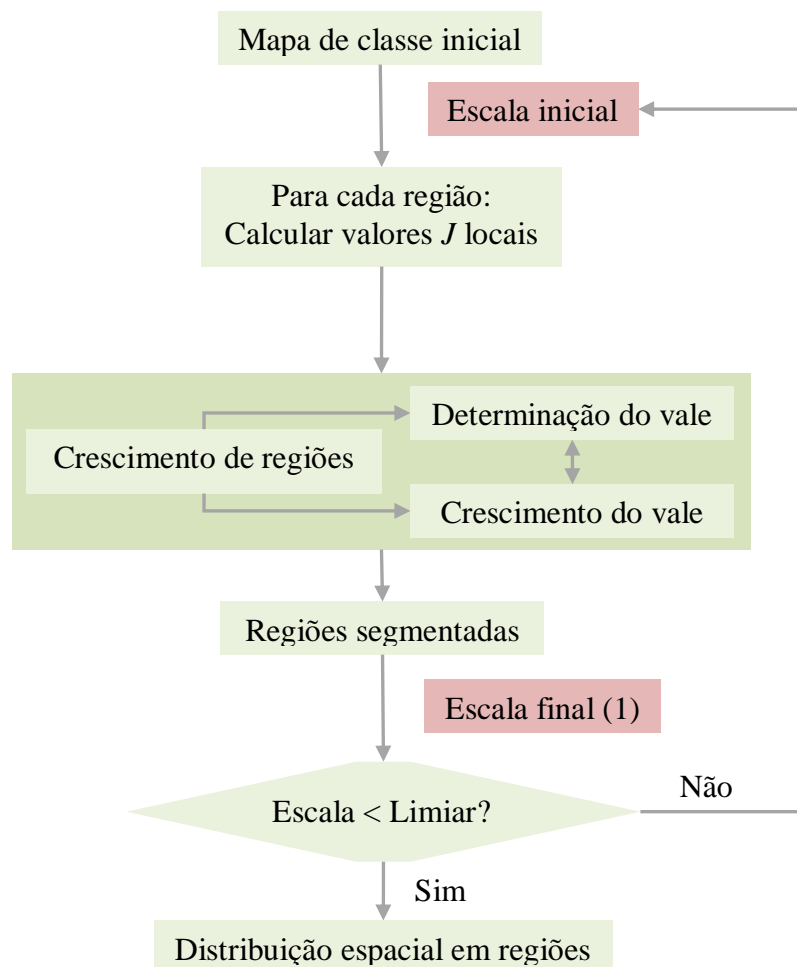 Mapa de classe inicial
Escala inicial
Para cada região:
Calcular valores J locais
Determinação do vale
Crescimento de regiões
Crescimento do vale
Regiões segmentadas
Escala final (1)
Escala < Limiar?
Não
Sim
Distribuição espacial em regiões